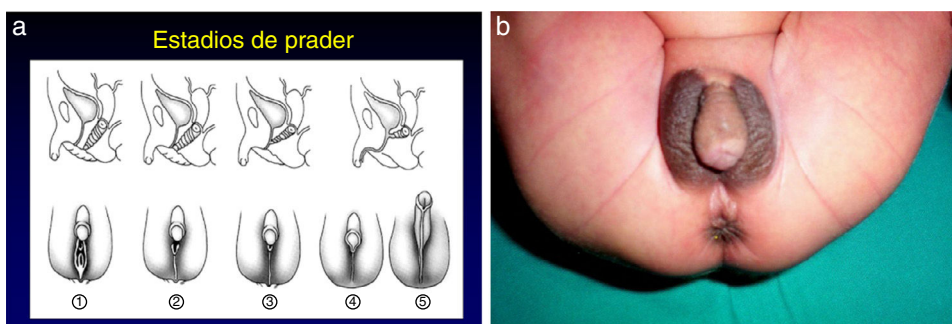 a
Estadios de prader
① ② ③ ④ ⑤
b